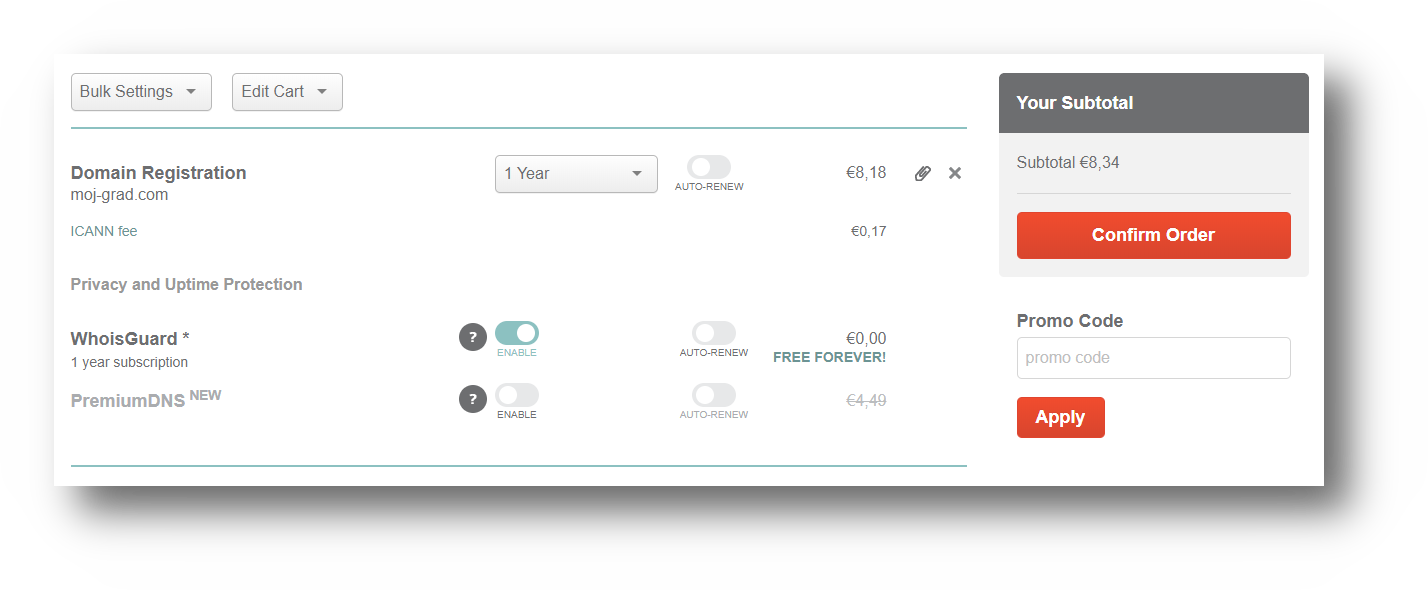 Bulk Settings
Edit Cart
Domain Registration
moj-grad.com
1 Year
AUTO-RENEW
€8,18
ICANN fee
€0,17
Privacy and Uptime Protection
WhoisGuard *
1 year subscription
?
ENABLE
AUTO-RENEW
€0,00
FREE FOREVER!
PremiumDNS NEW
?
ENABLE
AUTO-RENEW
€4,49
Your Subtotal
Subtotal €8,34
Confirm Order
Promo Code
promo code
Apply